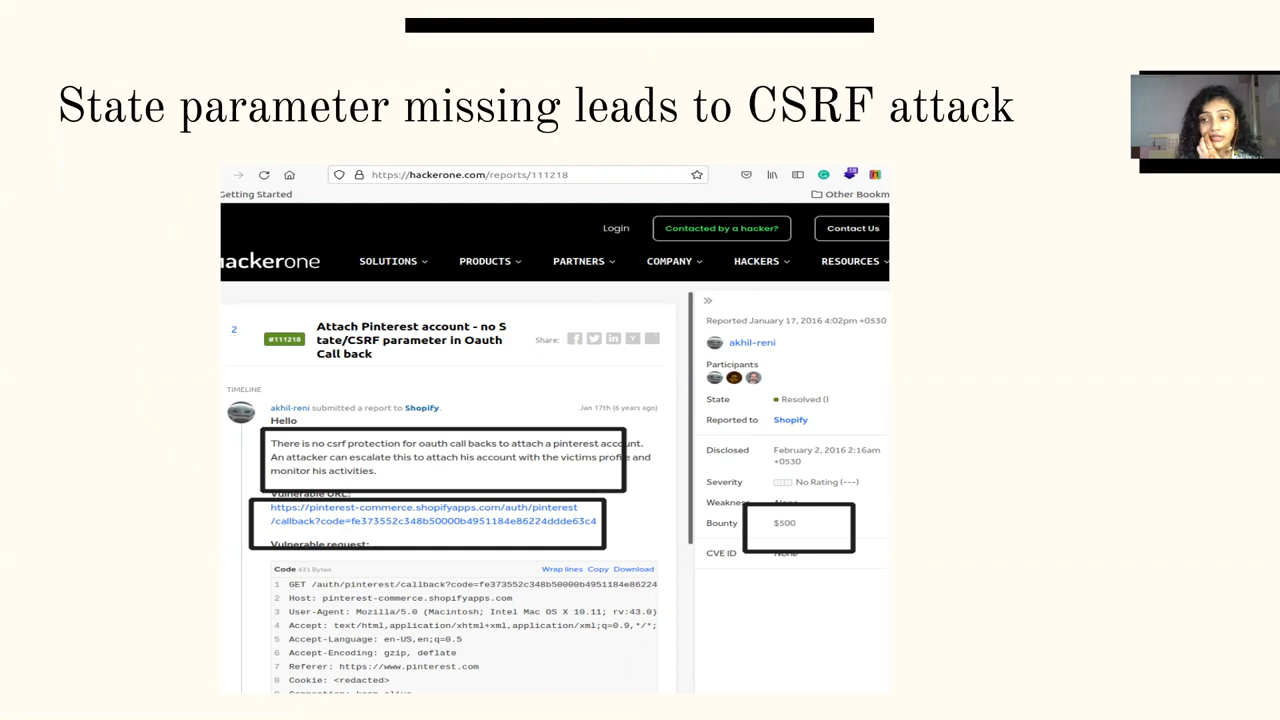 State parameter missing leads to CSRF attack
https://hackerone.com/reports/111218
Getting Started
Other Bookm
Login
Contacted by a hacker?
Contact Us
hackerone
SOLUTIONS
PRODUCTS
PARTNERS
COMPANY
HACKERS
RESOURCES
2
#111218
Attach Pinterest account - no S
tate/CSRF parameter in Oauth
Call back
Share:
TIMELINE
akhil-reni submitted a report to Shopify.
Jan 17th (6 years ago)
Hello
There is no csrf protection for oauth call backs to attach a pinterest account.
An attacker can escalate this to attach his account with the victims profile and
monitor his activities.
Vulnerable URL:
https://pinterest-commerce.shopifyapps.com/auth/pinterest
/callback?code=fe373552c348b50000b4951184e86224ddde63c4
Vulnerable request:
Code 431 Bytes
Wrap lines Copy Download
1 GET /auth/pinterest/callback?code=fe373552c348b50000b4951184e86224
2 Host: pinterest-commerce.shopifyapps.com
3 User-Agent: Mozilla/5.0 (Macintosh; Intel Mac OS X 10.11; rv:43.0)
4 Accept: text/html,application/xhtml+xml,application/xml;q=0.9,*/*;
5 Accept-Language: en-US,en;q=0.5
6 Accept-Encoding: gzip, deflate
7 Referer: https://www.pinterest.com
8 Cookie: <redacted>
9 Connection: keep-alive
Reported January 17, 2016 4:02pm +0530
akhil-reni
Participants
State Resolved ()
Reported to Shopify
Disclosed February 2, 2016 2:16am
+0530
Severity No Rating (---)
Weakness None
Bounty $500
CVE ID None